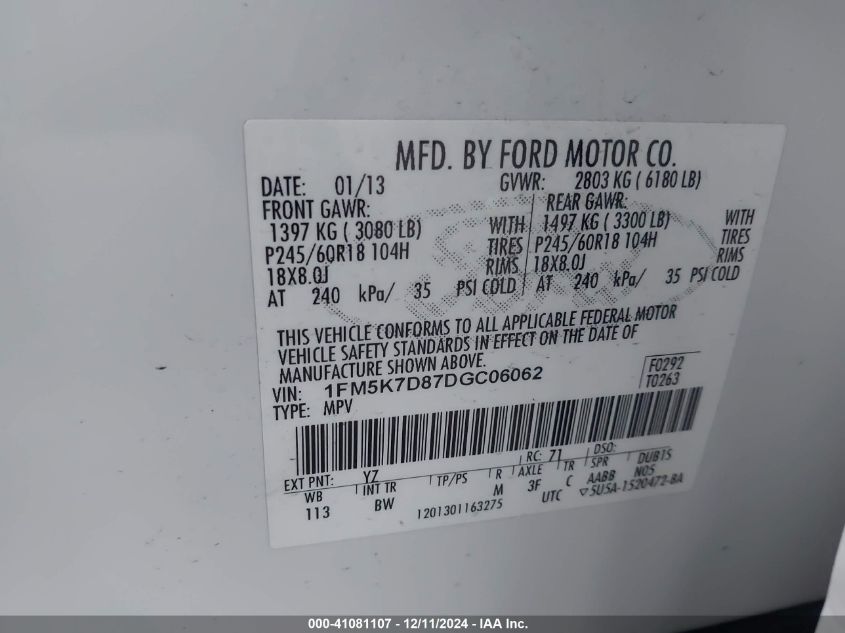 MFD. BY FORD MOTOR CO.
DATE: 01/13 GVWR: 2803 KG ( 6180 LB)
FRONT GAWR: REAR GAWR:
1397 KG ( 3080 LB) WITH 1497 KG ( 3300 LB) WITH
P245/60R18 104H TIRES P245/60R18 104H TIRES
18X8.0J RIMS 18X8.0J RIMS
AT 240 kPa/ 35 PSI COLD AT 240 kPa/ 35 PSI COLD
THIS VEHICLE CONFORMS TO ALL APPLICABLE FEDERAL MOTOR
VEHICLE SAFETY STANDARDS IN EFFECT ON THE DATE OF
MANUFACTURE SHOWN ABOVE.
VIN: 1FM5K7D87DGC06062 F0292
TYPE: MPV T0263
EXT PNT: YZ RC: 71 DSO:
WB INT TR TP/PS R AXLE TR SPR DUB15
113 BW M 3F C AABB N05
1201301163275 UTC ▽5U5A-1520472-BA
000-41081107 - 12/11/2024 - IAA Inc.